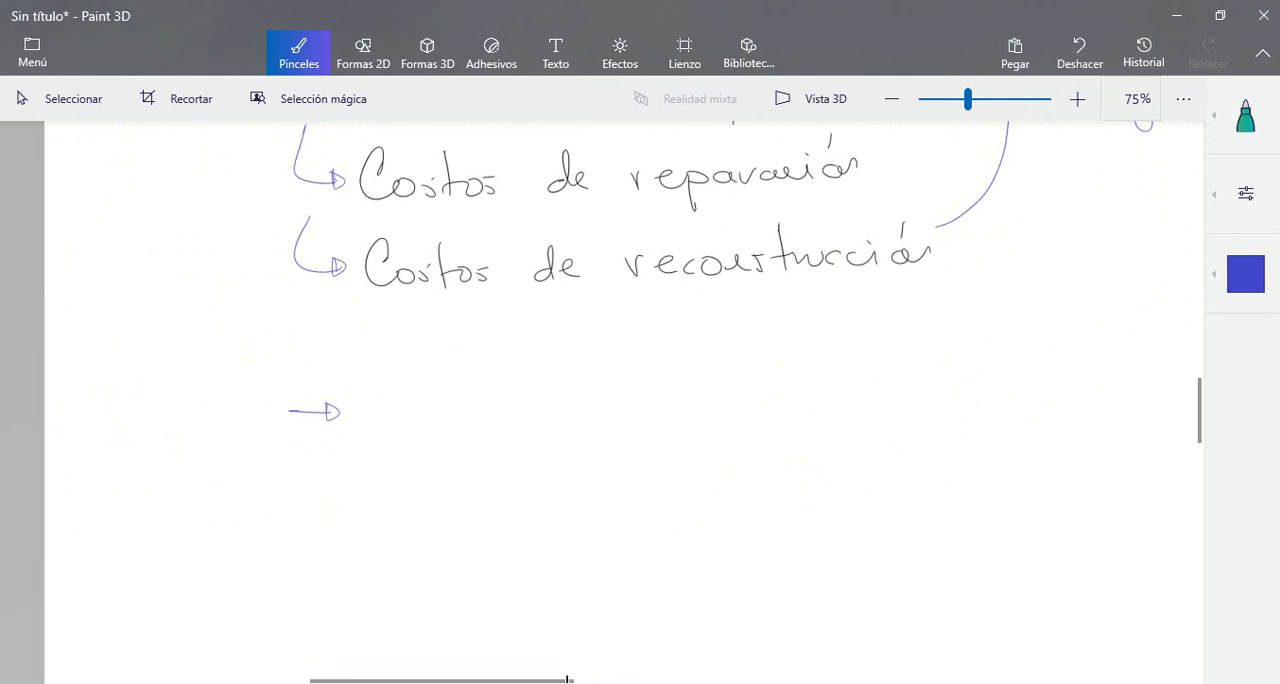 Sin título* - Paint 3D
Menú
Pinceles
Formas 2D
Formas 3D
Adhesivos
Texto
Efectos
Lienzo
Bibliotec...
Pegar
Deshacer
Historial
Rehacer
Seleccionar
Recortar
Selección mágica
Realidad mixta
Vista 3D
75%
Costos de reparación
Costos de reconstrucción